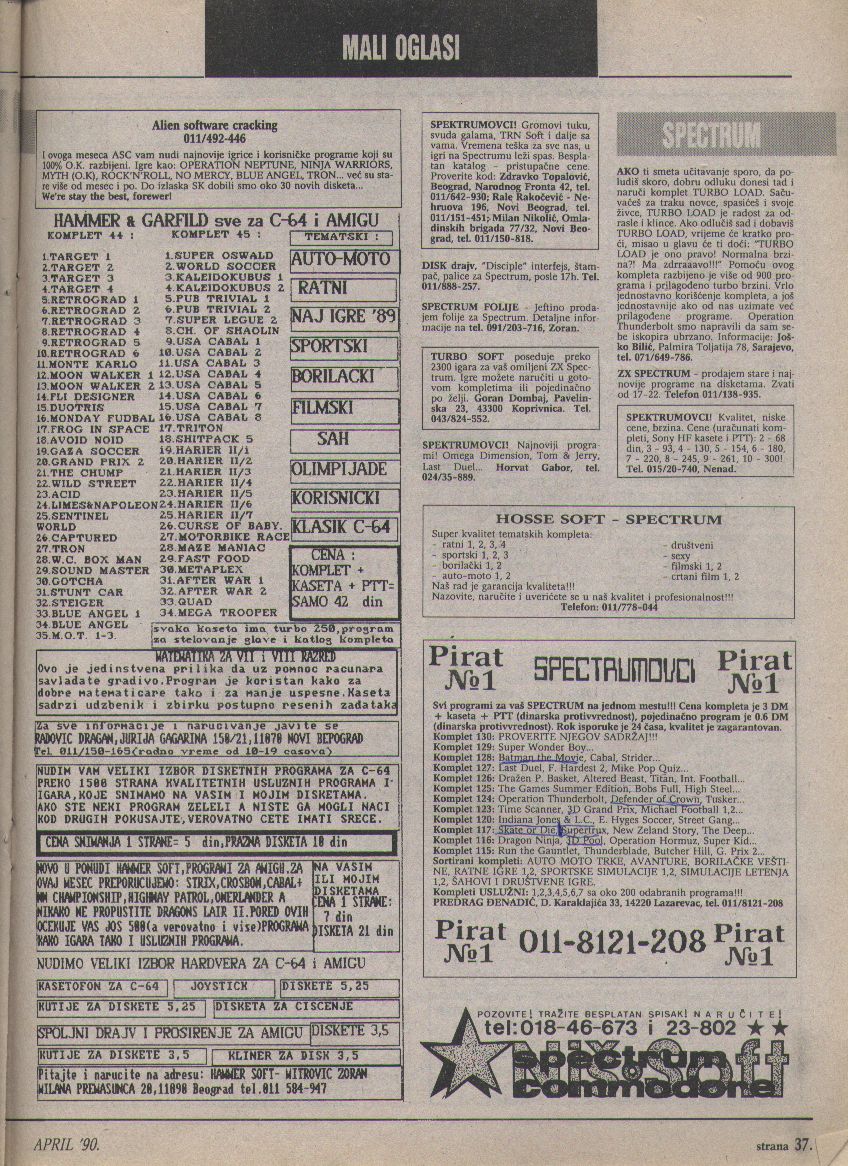 MALI OGLASI
Alien software cracking
011/492-446
I ovoga meseca ASC vam nudi najnovije igrice i korisničke programe koji su
100% O.K. razbijeni. Igre kao: OPERATION NEPTUNE, NINJA WARRIORS,
MYTH (O.K), ROCK'N'ROLL, NO MERCY, BLUE ANGEL, TRON... već su sta-
re više od mesec i po. Do izlaska SK dobili smo oko 30 novih disketa...
We're stay the best, forewer!
HAMMER & GARFILD sve za C-64 i AMIGU
KOMPLET 44 :
1.TARGET 1
2.TARGET 2
3.TARGET 3
4.TARGET 4
5.RETROGRAD 1
6.RETROGRAD 2
7.RETROGRAD 3
8.RETROGRAD 4
9.RETROGRAD 5
10.RETROGRAD 6
11.MONTE KARLO
12.MOON WALKER 1
13.MOON WALKER 2
14.FLI DESIGNER
15.DUOTRIS
16.MONDAY FUDBAL
17.FROG IN SPACE
18.AVOID NOID
19.GAZA SOCCER
20.GRAND PRIX 2
21.THE CHUMP
22.WILD STREET
23.ACID
24.LIMES&NAPOLEON
25.SENTINEL
WORLD
26.CAPTURED
27.TRON
28.W.C. BOX MAN
29.SOUND MASTER
30.GOTCHA
31.STUNT CAR
32.STEIGER
33.BLUE ANGEL 1
34.BLUE ANGEL
35.M.O.T. 1-3.
KOMPLET 45 :
1.SUPER OSWALD
2.WORLD SOCCER
3.KALEIDOKUBUS 1
4.KALEIDOKUBUS 2
5.PUB TRIVIAL 1
6.PUB TRIVIAL 2
7.SUPER LEGUE 2
8.CH. OF SHAOLIN
9.USA CABAL 1
10.USA CABAL 2
11.USA CABAL 3
12.USA CABAL 4
13.USA CABAL 5
14.USA CABAL 6
15.USA CABAL 7
16.USA CABAL 8
17.TRITON
18.SHITPACK 5
19.HARIER II/1
20.HARIER II/2
21.HARIER II/3
22.HARIER II/4
23.HARIER II/5
24.HARIER II/6
25.HARIER II/7
26.CURSE OF BABY.
27.MOTORBIKE RACE
28.MAZE MANIAC
29.FAST FOOD
30.METAPLEX
31.AFTER WAR 1
32.AFTER WAR 2
33.QUAD
34.MEGA TROOPER
TEMATSKI :
AUTO-MOTO
RATNI
NAJ IGRE '89
SPORTSKI
BORILACKI
FILMSKI
SAH
OLIMPIJADE
KORISNICKI
KLASIK C-64
CENA :
KOMPLET +
KASETA + PTT=
SAMO 42 din
svaka kaseta ima turbo 250,program
za stelovanje glave i katlog kompleta
MATEMATIKA ZA VII i VIII RAZRED
Ovo je jedinstvena prilika da uz pomoc racunara
savladate gradivo.Program je koristan kako za
dobre matematicare tako i za manje uspesne.Kaseta
sadrzi udzbenik i zbirku postupno resenih zadataka
Za sve informacije i narucivanje javite se
RADOVIC DRAGAN,JURIJA GAGARINA 158/21,11070 NOVI BEPOGRAD
Tel 011/150-165(radno vreme od 10-19 casova)
NUDIM VAM VELIKI IZBOR DISKETNIH PROGRAMA ZA C-64
PREKO 1500 STRANA KVALITETNIH USLUZNIH PROGRAMA I
IGARA,KOJE SNIMAMO NA VASIM I MOJIM DISKETAMA.
AKO STE NEKI PROGRAM ZELELI A NISTE GA MOGLI NACI
KOD DRUGIH POKUSAJTE,VEROVATNO CETE IMATI SRECE.
CENA SNIMANJA 1 STRANE= 5 din,PRAZNA DISKETA 10 din
NOVO U PONUDI HAMMER SOFT,PROGRAMI ZA AMIGU.ZA
OVAJ MESEC PREPORUCUJEMO: STRIX,CROSBOW,CABAL+
WM CHAMPIONSHIP,HIGHWAY PATROL,OVERLANDER A
NIKAKO NE PROPUSTITE DRAGONS LAIR II.PORED OVIH
OCEKUJE VAS JOS 500(a verovatno i vise)PROGRAMA
KAKO IGARA TAKO I USLUZNIH PROGRAMA.
NA VASIM
ILI MOJIM
DISKETAMA
CENA 1 STRANE:
7 din
DISKETA 21 din
NUDIMO VELIKI IZBOR HARDVERA ZA C-64 i AMIGU
KASETOFON ZA C-64 JOYSTICK DISKETE 5,25
KUTIJE ZA DISKETE 5,25 DISKETA ZA CISCENJE
SPOLJNI DRAJV I PROSIRENJE ZA AMIGU DISKETE 3,5
KUTIJE ZA DISKETE 3,5 KLINER ZA DISK 3,5
Pitajte i narucite na adresu: HAMMER SOFT- MITROVIC ZORAN
MILANA PREMASUNCA 20,11090 Beograd tel.011 584-947
SPEKTRUMOVCI! Gromovi tuku,
svuda galama, TRN Soft i dalje sa
vama. Vremena teška za sve nas, u
igri na Spectrumu leži spas. Bespla-
tan katalog - pristupačne cene.
Proverite kod: Zdravko Topalović,
Beograd, Narodnog Fronta 42, tel.
011/642-930; Rale Rakočević - Ne-
hruova 196, Novi Beograd, tel.
011/151-451; Milan Nikolić, Omla-
dinskih brigada 77/32, Novi Beo-
grad, tel. 011/150-818.
DISK drajv, "Disciple" interfejs, štam-
pač, palice za Spectrum, posle 17h. Tel.
011/888-257.
SPECTRUM FOLIJE - Jeftino proda-
jem folije za Spectrum. Detaljne infor-
macije na tel. 091/203-716, Zoran.
TURBO SOFT poseduje preko
2300 igara za vaš omiljeni ZX Spec-
trum. Igre možete naručiti u goto-
vom kompletima ili pojedinačno
po želji. Goran Dombaj, Pavelin-
ska 23, 43300 Koprivnica. Tel.
043/824-552.
SPEKTRUMOVCI! Najnoviji progra-
mi! Omega Dimension, Tom & Jerry,
Last Duel... Horvat Gabor, tel.
024/35-889.
SPECTRUM
AKO ti smeta učitavanje sporo, da po-
ludiš skoro, dobru odluku donesi tad i
naruči komplet TURBO LOAD. Saču-
vaćeš za traku novce, spasićeš i svoje
živce, TURBO LOAD je radost za od-
rasle i klince. Ako odlučiš sad i dobaviš
TURBO LOAD, vrijeme će kratko pro-
ći, misao u glavu će ti doći: "TURBO
LOAD je ono pravo! Normalna brzi-
na?! Ma zdrraaavo!!!" Pomoću ovog
kompleta razbijeno je više od 900 pro-
grama i prilagođeno turbo brzini. Vrlo
jednostavno korišćenje kompleta, a još
jednostavnije ako od nas uzimate već
prilagođene programe. Operation
Thunderbolt smo napravili da sam se-
be iskopira ubrzano. Informacije: Još-
ko Bilić, Palmira Toljatija 78, Sarajevo,
tel. 071/649-786.
ZX SPECTRUM - prodajem stare i naj-
novije programe na disketama. Zvati
od 17-22. Telefon 011/138-935.
SPEKTUMOVCI! Kvalitet, niske
cene, brzina. Cene (uračunati kom-
pleti, Sony HF kasete i PTT): 2 - 68
din, 3 - 93, 4 - 130, 5 - 154, 6 - 180,
7 - 220, 8 - 245, 9 - 261, 10 - 300!
Tel. 015/20-740, Nenad.
HOSSE SOFT - SPECTRUM
Super kvalitet tematskih kompleta:
- ratni 1, 2, 3, 4
- sportski 1, 2, 3
- borilački 1, 2
- auto-moto 1, 2
- društveni
- sexy
- filmski 1, 2
- crtani film 1, 2
Naš rad je garancija kvaliteta!!!
Nazovite, naručite i uverićete se u naš kvalitet i profesionalnost!!!
Telefon: 011/778-044
Pirat №1 SPECTRUMOVCI Pirat №1
Svi programi za vaš SPECTRUM na jednom mestu!!! Cena kompleta je 3 DM
+ kaseta + PTT (dinarska protivvrednost), pojedinačno program je 0.6 DM
(dinarska protivvrednost). Rok isporuke je 24 časa, kvalitet je zagarantovan.
Komplet 130: PROVERITE NJEGOV SADRŽAJ!!!
Komplet 129: Super Wonder Boy...
Komplet 128: Batman the Movie, Cabal, Strider...
Komplet 127: Last Duel, F. Hardest 2, Mike Pop Quiz...
Komplet 126: Dražen P. Basket, Altered Beast, Titan, Int. Football...
Komplet 125: The Games Summer Edition, Bobs Full, High Steel...
Komplet 124: Operation Thunderbolt, Defender of Crown, Tusker...
Komplet 123: Time Scanner, 3D Grand Prix, Michael Football 1,2...
Komplet 120: Indiana Jones & L.C., E. Hyges Soccer, Street Gang...
Komplet 117: Skate or Die, Supertrux, New Zeland Story, The Deep...
Komplet 116: Dragon Ninja, 3D Pool, Operation Hormuz, Super Kid...
Komplet 115: Run the Gauntlet, Thunderblade, Butcher Hill, G. Prix 2...
Sortirani kompleti: AUTO MOTO TRKE, AVANTURE, BORILAČKE VEŠTI-
NE, RATNE IGRE 1,2, SPORTSKE SIMULACIJE 1,2, SIMULACIJE LETENJA
1,2, ŠAHOVI I DRUŠTVENE IGRE.
Kompleti USLUŽNI: 1,2,3,4,5,6,7 sa oko 200 odabranih programa!!!
PREDRAG ĐENADIĆ, D. Karaklajića 33, 14220 Lazarevac, tel. 011/8121-208
Pirat №1 011-8121-208 Pirat №1
POZOVITE! TRAŽITE BESPLATAN SPISAK! NARUČITE!
tel:018-46-673 i 23-802
NIX Soft
spectrum
commodore
APRIL '90.
strana 37.